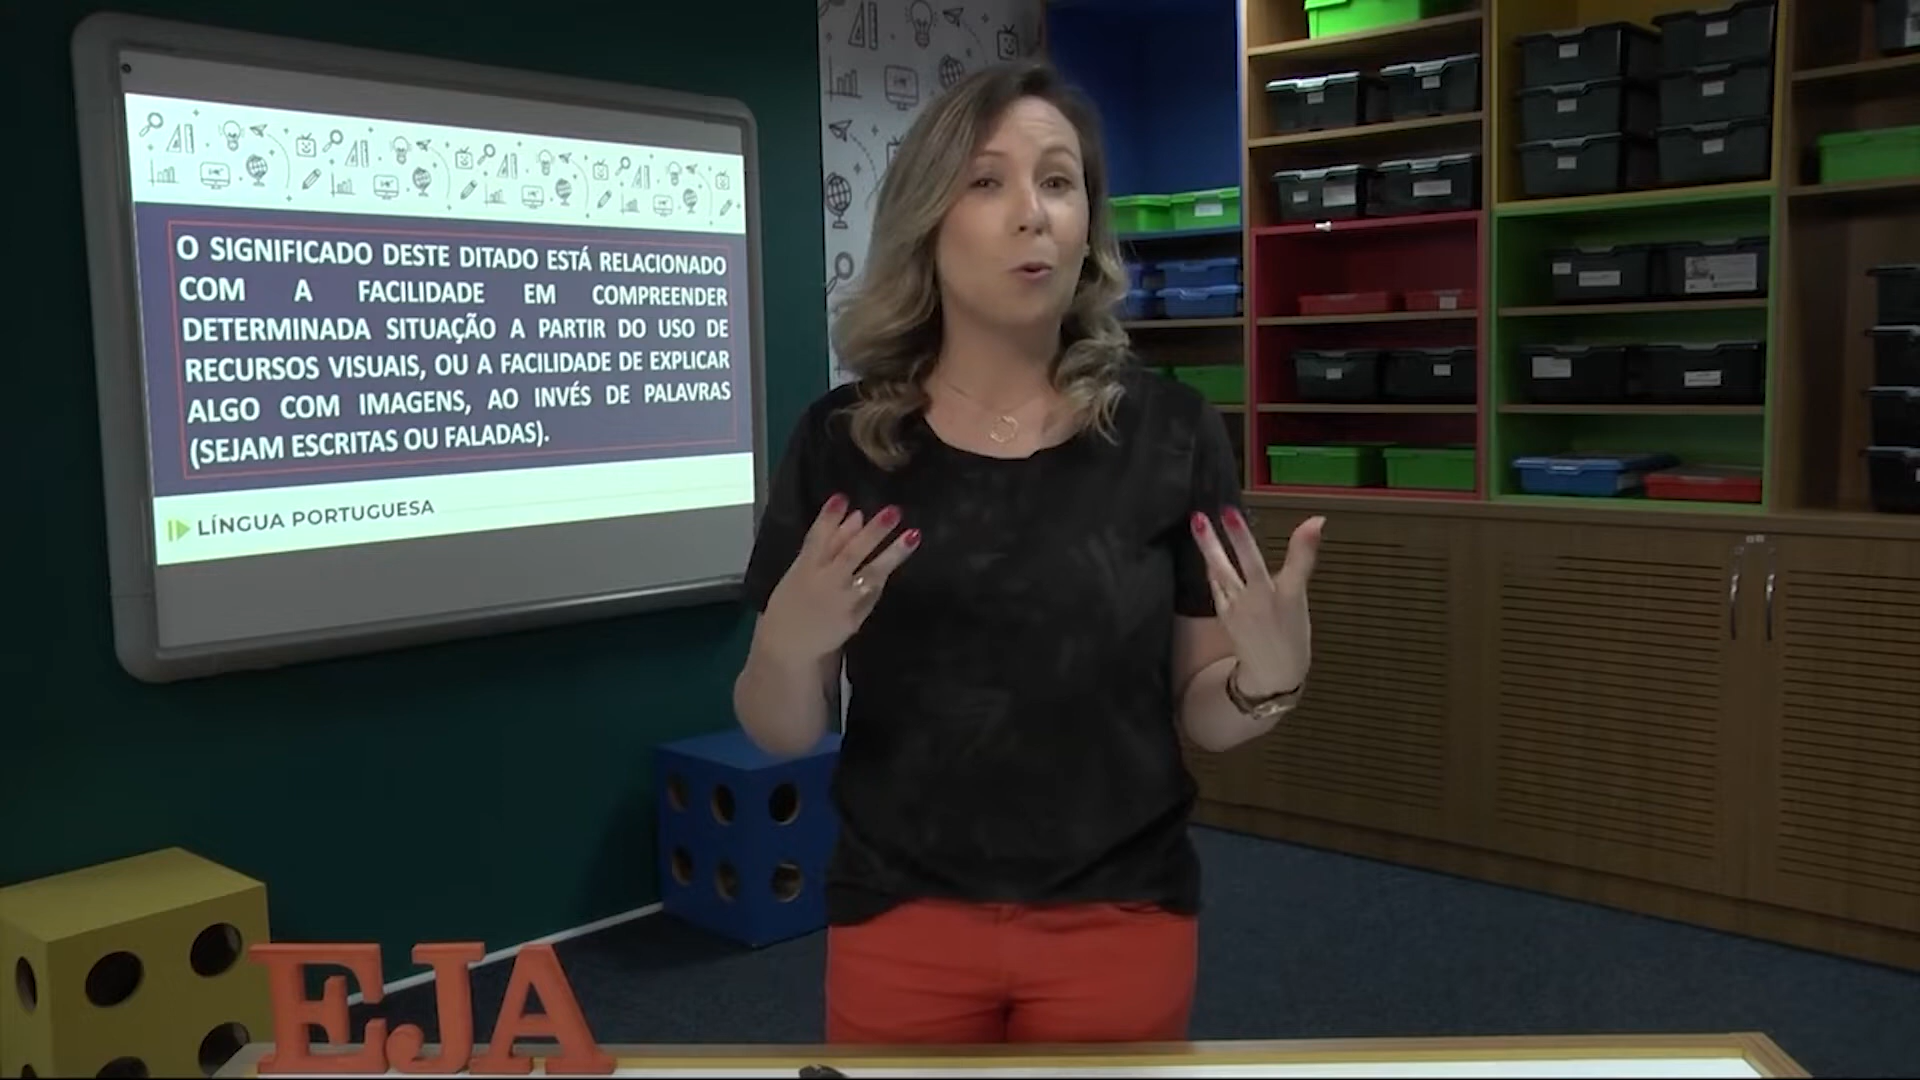 O SIGNIFICADO DESTE DITADO ESTÁ RELACIONADO
COM A FACILIDADE EM COMPREENDER
DETERMINADA SITUAÇÃO A PARTIR DO USO DE
RECURSOS VISUAIS, OU A FACILIDADE DE EXPLICAR
ALGO COM IMAGENS, AO INVÉS DE PALAVRAS
(SEJAM ESCRITAS OU FALADAS).
LÍNGUA PORTUGUESA
EJA